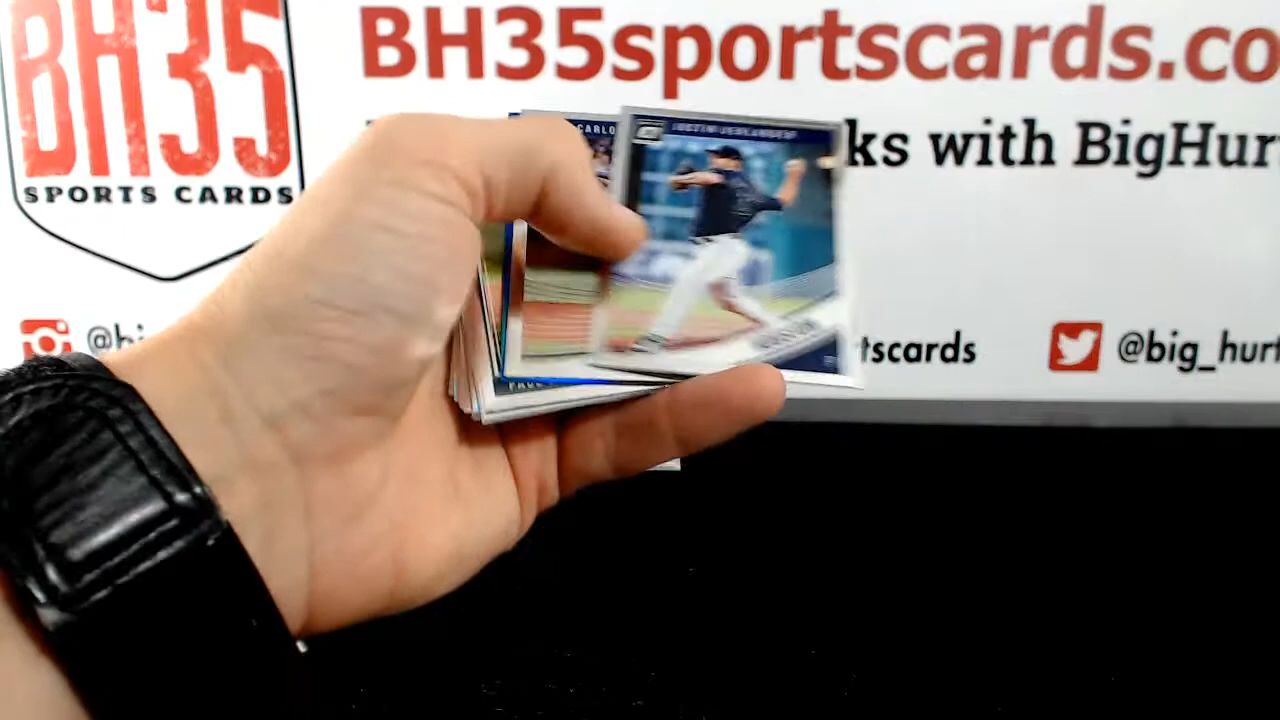 BH35
SPORTS CARDS
BH35sportscards.co
ks with BigHur
CARLO
JUSTIN VERLANDER
@bi
tscards
@big_hurt